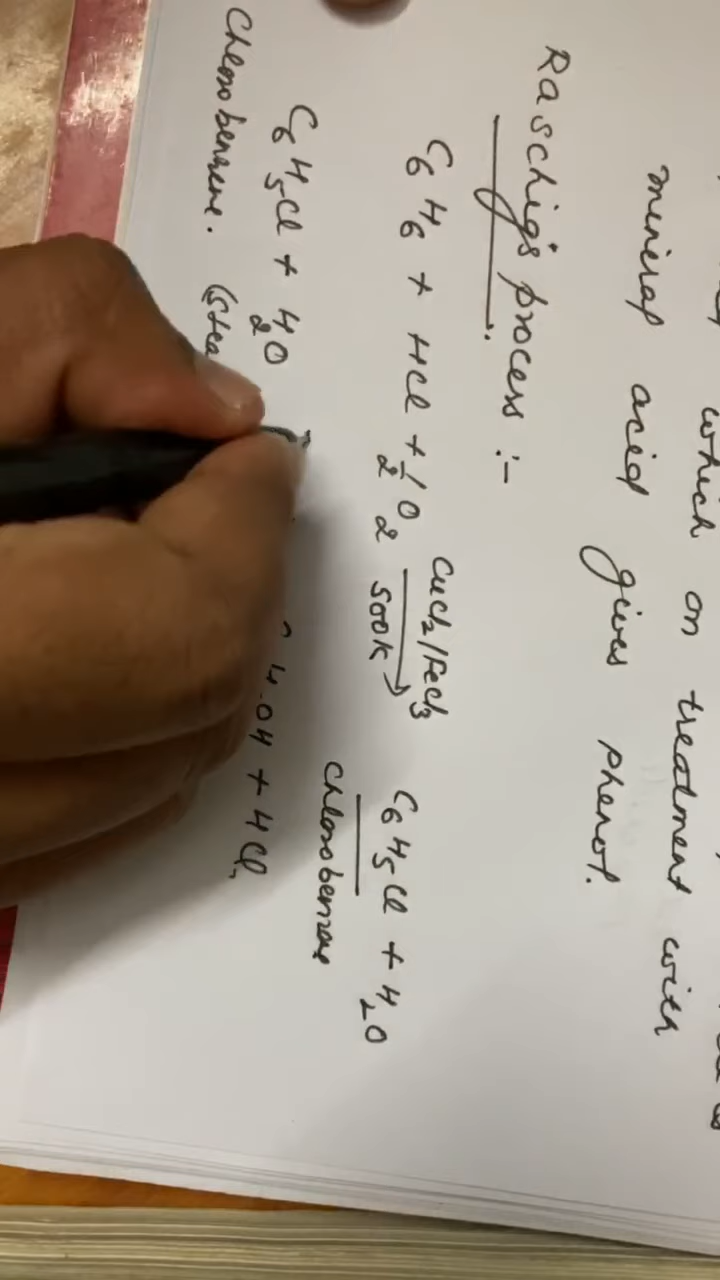 which on treatment with
mineral acid gives phenol.
Raschig's process :-
CuCl2/FeCl3
C6H6 + HCl + 1/2 O2 → C6H5Cl + H2O
500K
Chlorobenzene
C6H5Cl + H2O H.OH + HCl
Chlorobenzene. (Stea